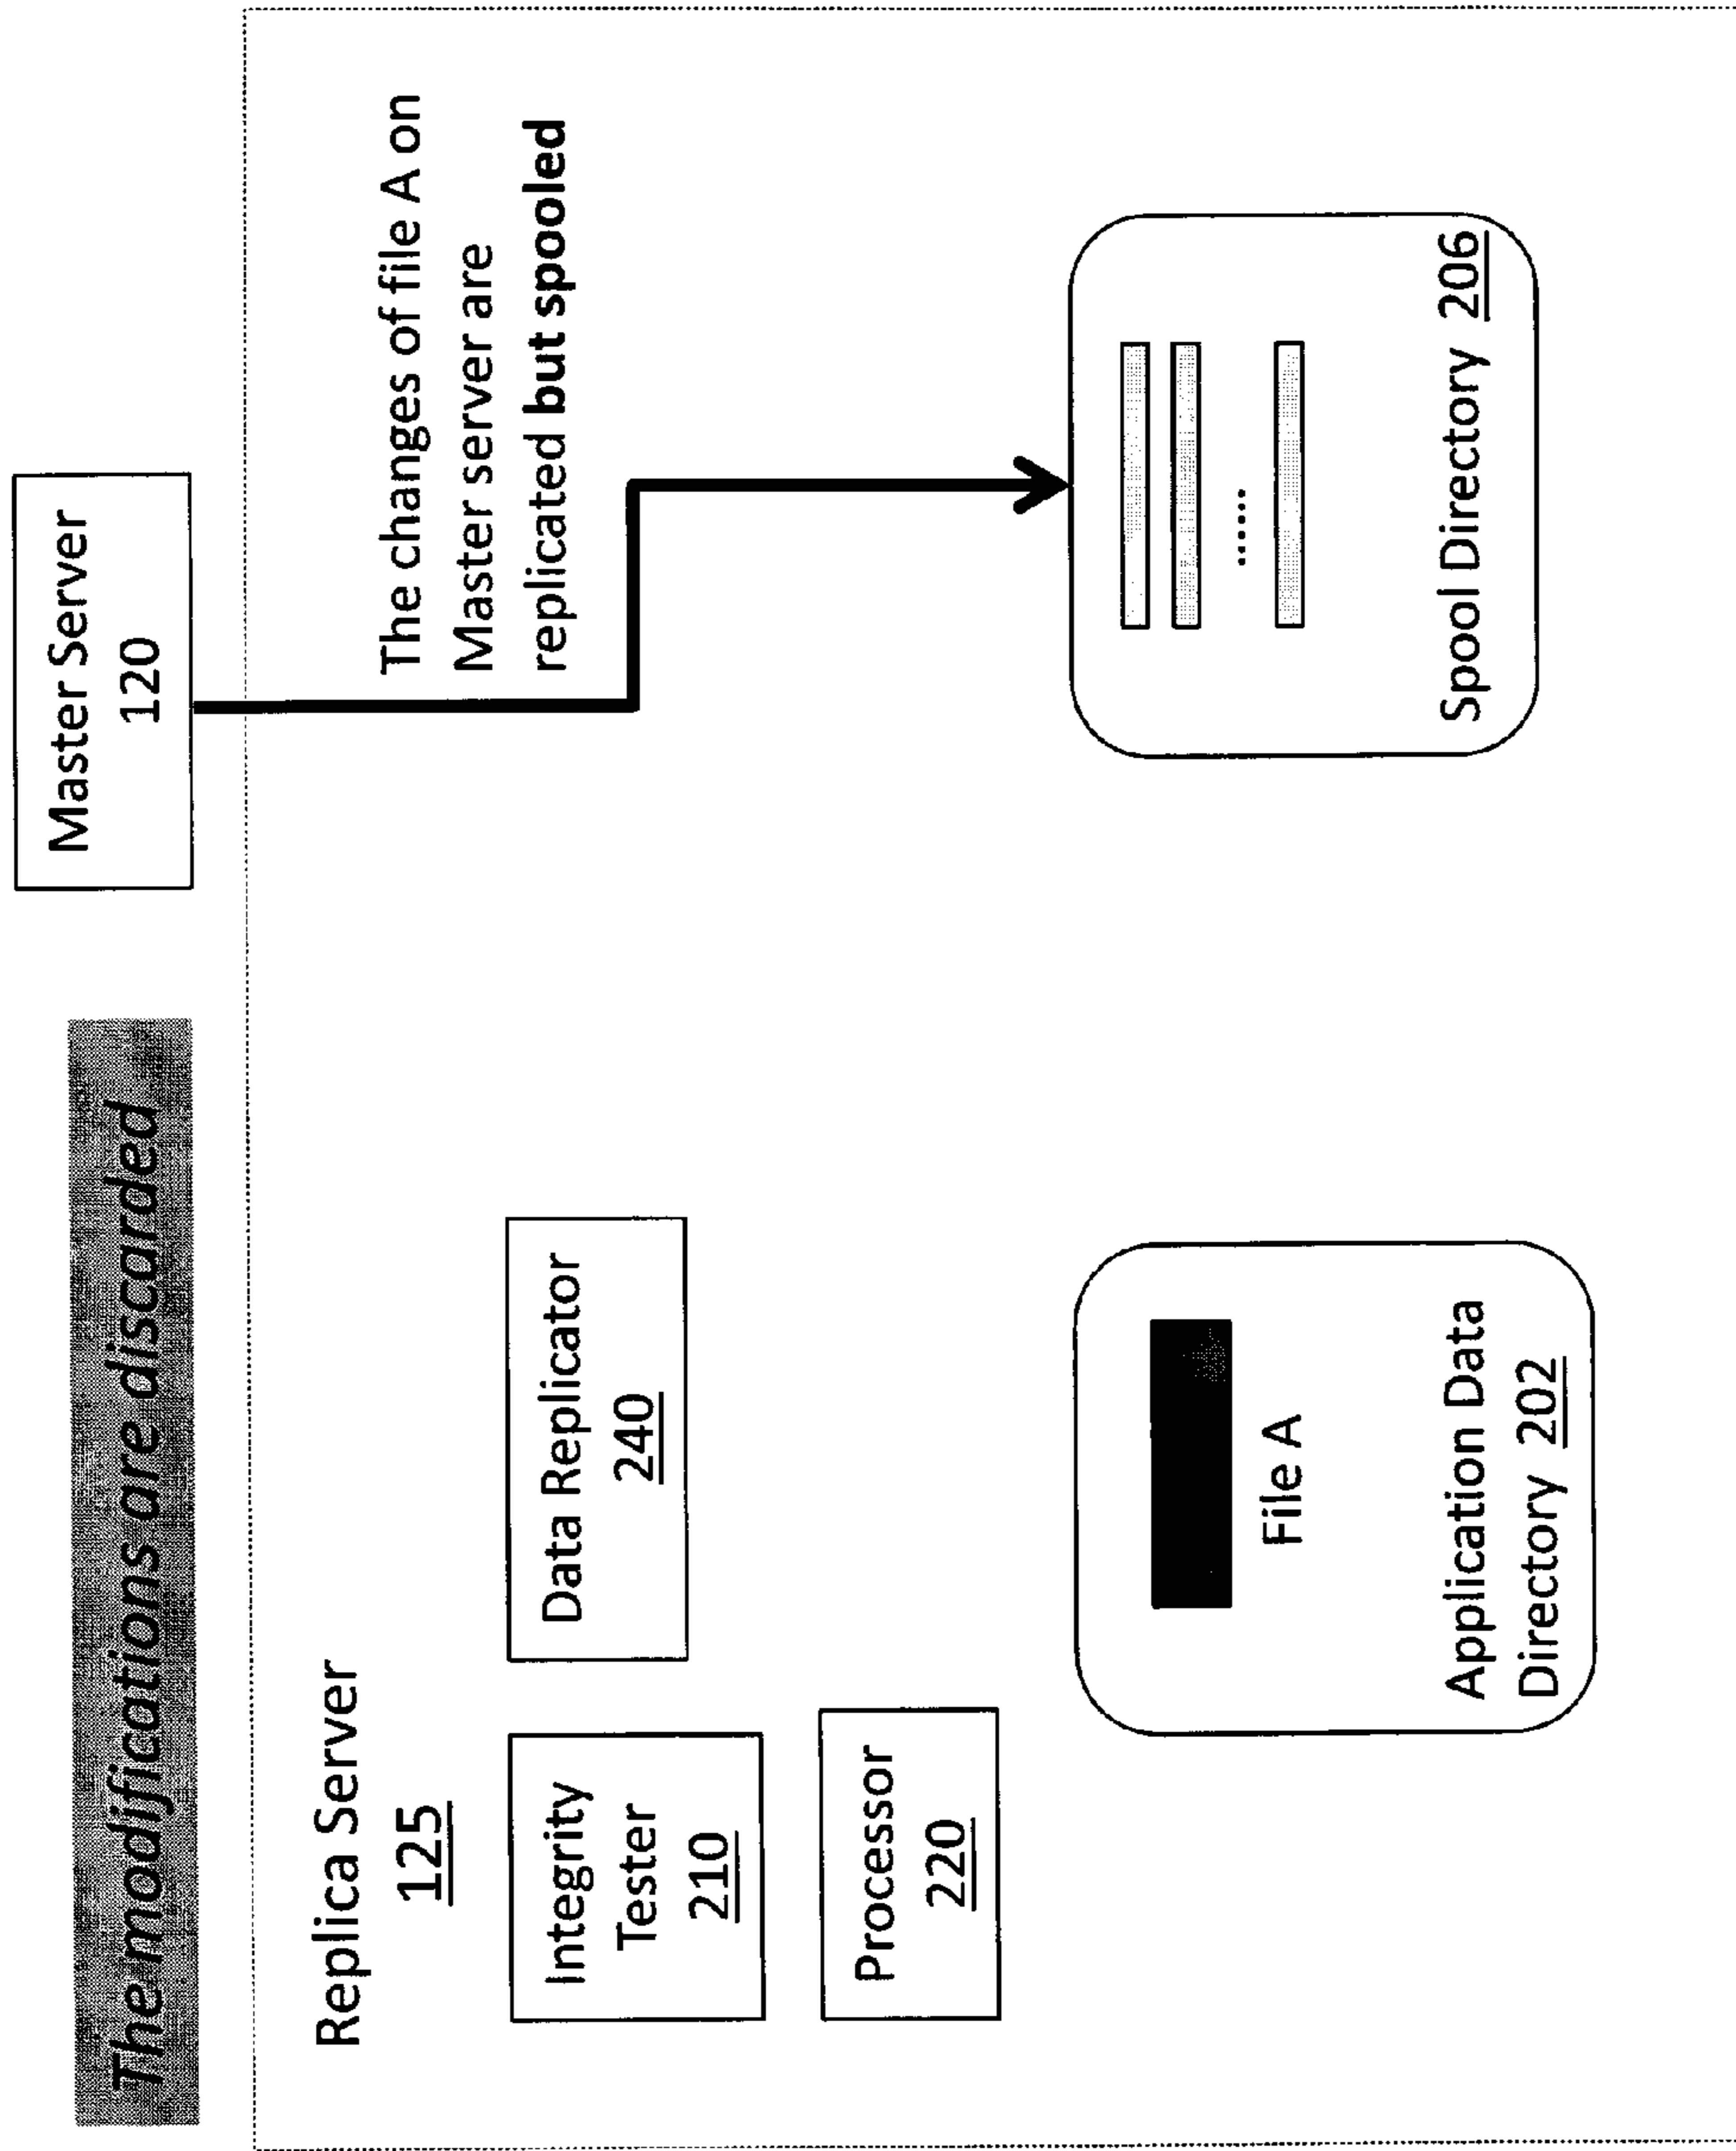 The modifications are discarded
Master Server
120
Replica Server
125
The changes of file A on
Master server are
replicated but spooled
Integrity
Tester
210
Data Replicator
240
Processor
220
File A
Application Data
Directory 202
......
Spool Directory 206